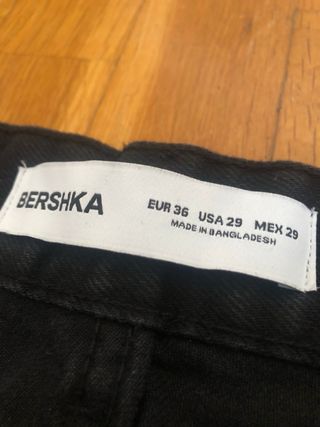 BERSHKA
EUR 36 USA 29 MEX 29
MADE IN BANGLADESH